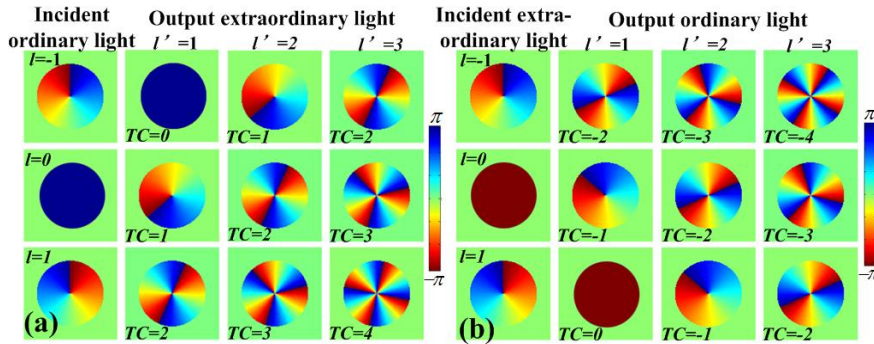 Incident ordinary light
Output extraordinary light
l'=1 l'=2 l'=3
l=-1
TC=0 TC=1 TC=2
l=0
TC=1 TC=2 TC=3
l=1
TC=2 TC=3 TC=4
(a)
π
−π
Incident extra-ordinary light
Output ordinary light
l'=1 l'=2 l'=3
l=-1
TC=-2 TC=-3 TC=-4
l=0
TC=-1 TC=-2 TC=-3
l=1
TC=0 TC=-1 TC=-2
(b)
π
−π